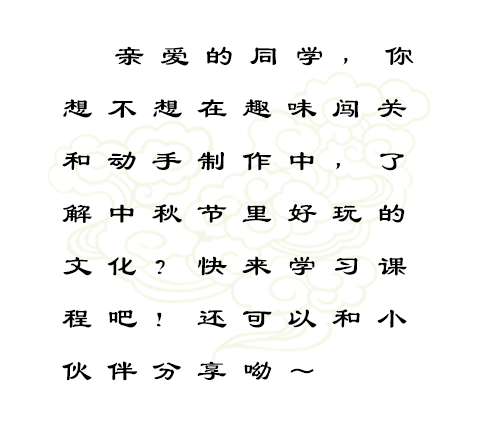 亲爱的同学，你
想不想在趣味闯关
和动手制作中，了
解中秋节里好玩的
文化？快来学习课
程吧！还可以和小
伙伴分享呦～